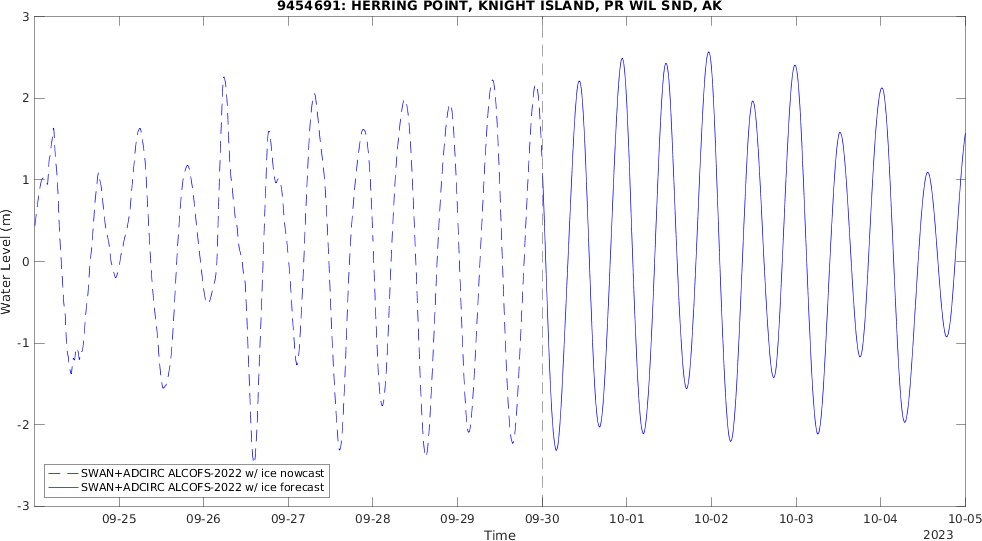 9454691: HERRING POINT, KNIGHT ISLAND, PR WIL SND, AK
3
2
1
0
-1
-2
-3
Water Level (m)
SWAN+ADCIRC ALCOFS-2022 w/ ice nowcast
SWAN+ADCIRC ALCOFS-2022 w/ ice forecast
09-25 09-26 09-27 09-28 09-29 09-30 10-01 10-02 10-03 10-04 10-05
Time
2023